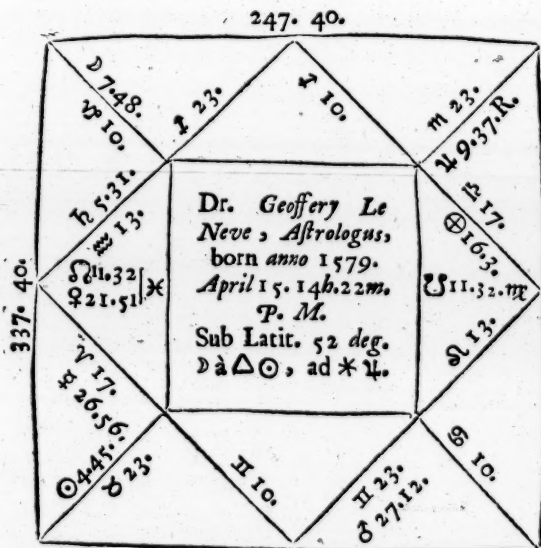 247. 40.
☽ 7.48.
♑ 10.
♐ 23.
♐ 10.
♏ 23.
♃ 9.37.R.
♄ 5.31.
♒ 13.
♎ 17.
⊕ 16.3.
Dr. Geoffery Le
Neve, Astrologus,
born anno 1579.
April 15. 14h.22m.
P. M.
Sub Latit. 52 deg.
☽ à △ ☉, ad ⚹ ♃.
☊ 11.32
♀ 21.51 ♓
☋ 11.32. ♍
337. 40.
♈ 17.
☿ 26.56.
♌ 13.
☉ 4.45.
♉ 23.
♊ 10.
♊ 23.
♂ 27.12.
♋ 10.